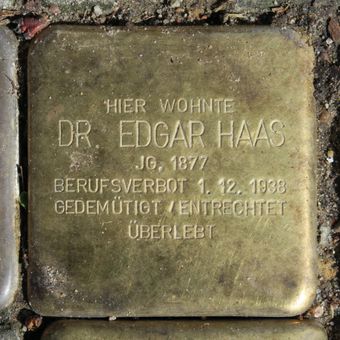 HIER WOHNTE
DR. EDGAR HAAS
JG. 1877
BERUFSVERBOT 1.12.1938
GEDEMÜTIGT / ENTRECHTET
ÜBERLEBT